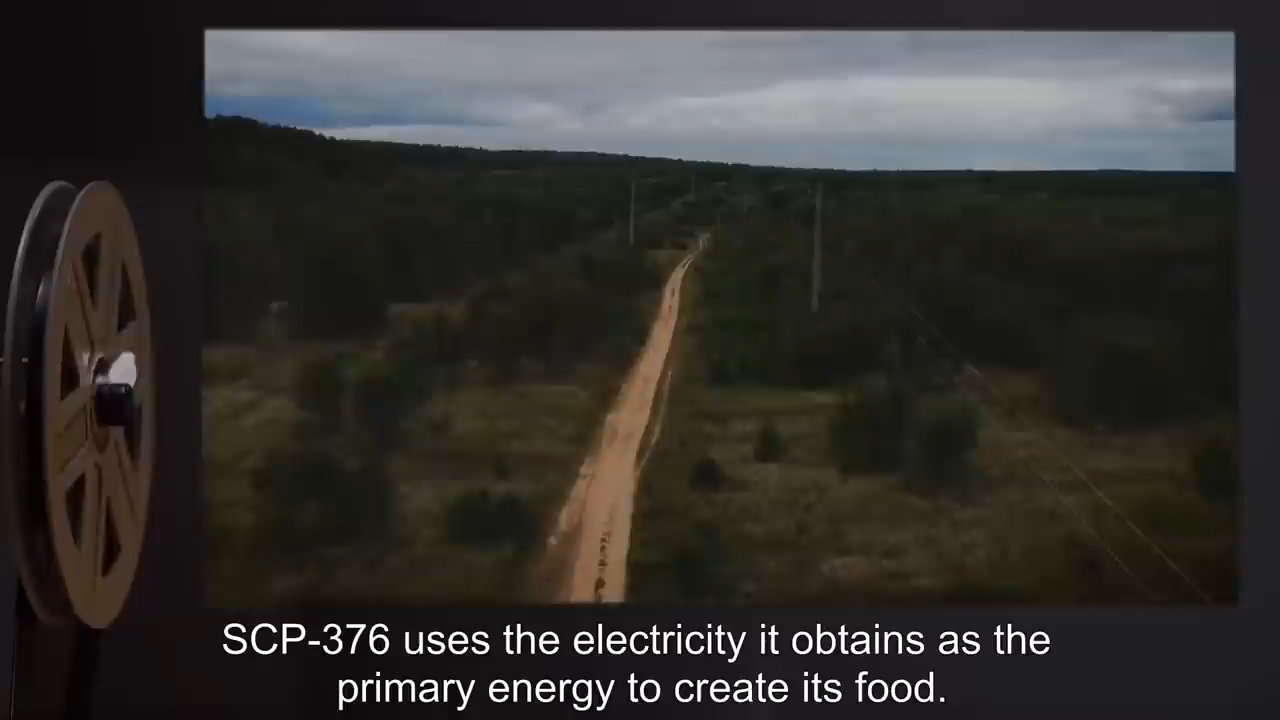 SCP-376 uses the electricity it obtains as the
primary energy to create its food.